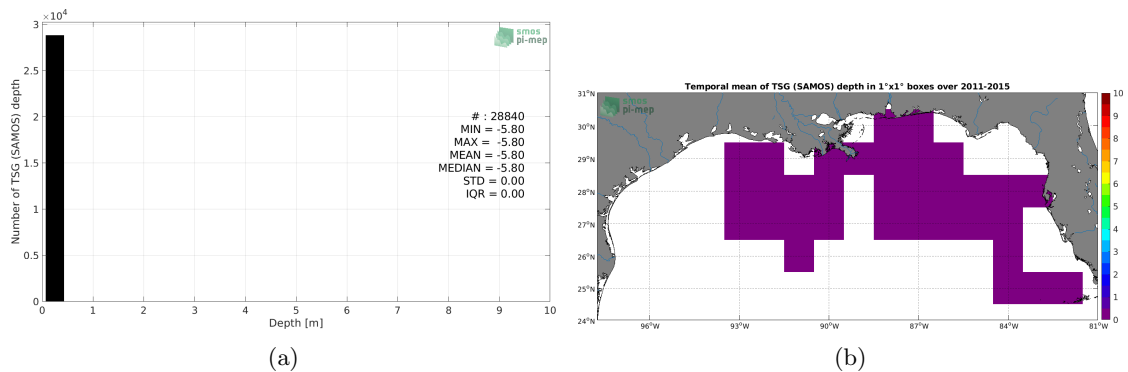 ×10⁴
3
2.5
2
1.5
1
0.5
0
Number of TSG (SAMOS) depth
smos
pi-mep
# : 28840
MIN = -5.80
MAX = -5.80
MEAN = -5.80
MEDIAN = -5.80
STD = 0.00
IQR = 0.00
0 1 2 3 4 5 6 7 8 9 10
Depth [m]
(a)
Temporal mean of TSG (SAMOS) depth in 1°x1° boxes over 2011-2015
smos
pi-mep
31°N
30°N
29°N
28°N
27°N
26°N
25°N
24°N
96°W 93°W 90°W 87°W 84°W 81°W
10
9
8
7
6
5
4
3
2
1
0
(b)